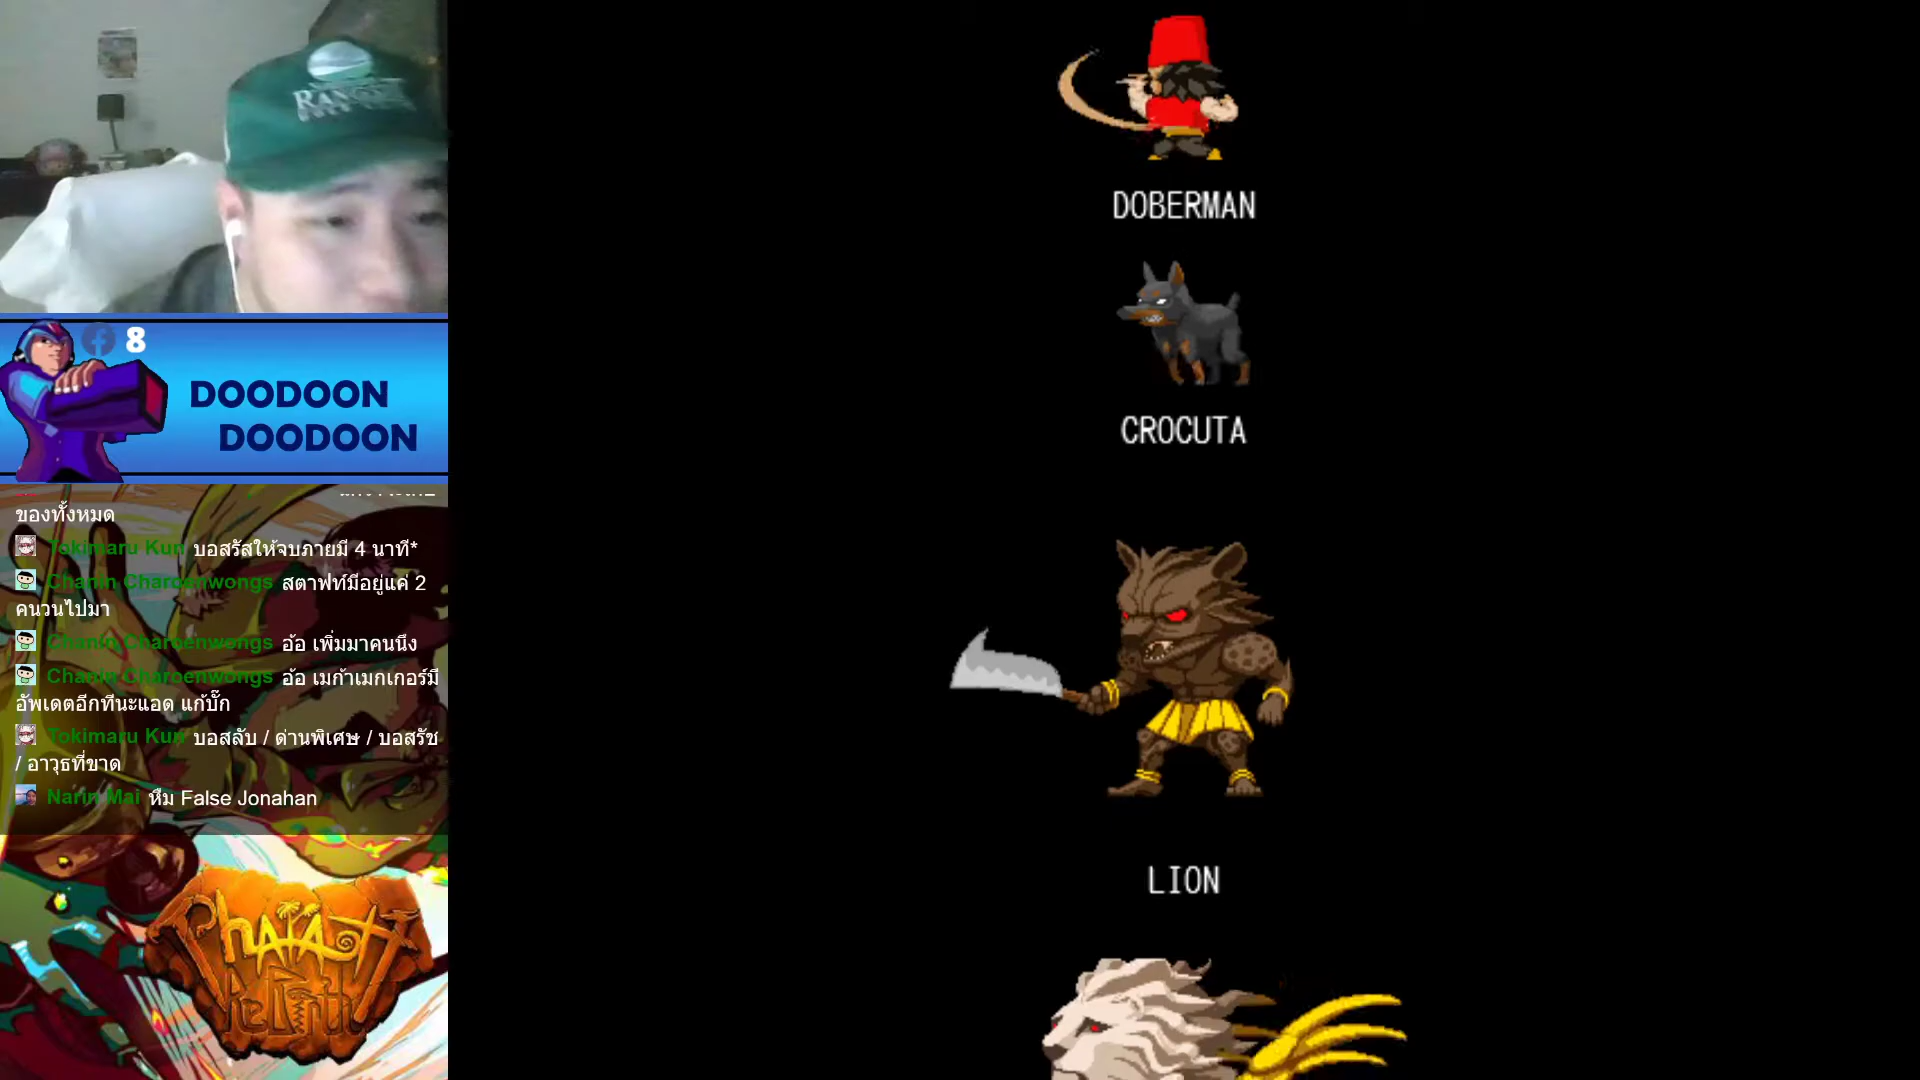 RANGER
8
DOODOON
DOODOON
ของทั้งหมด
Tokimaru Kun บอสรัสให้จบภายมี 4 นาที*
Chanin Charoenwongs สตาฟท์มีอยู่แค่ 2
คนวนไปมา
Chanin Charoenwongs อ้อ เพิ่มมาคนนึง
Chanin Charoenwongs อ้อ เมก้าเมกเกอร์มี
อัพเดตอีกทีนะแอด แก้บั๊ก
Tokimaru Kun บอสลับ / ด่านพิเศษ / บอสรัช
/ อาวุธที่ขาด
Narin Mai หืม False Jonahan
DOBERMAN
CROCUTA
LION